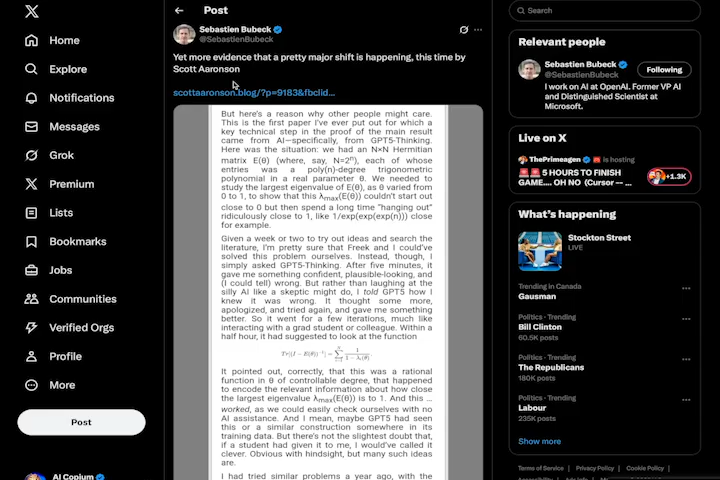 Post
Sebastien Bubeck
@SebastienBubeck
Yet more evidence that a pretty major shift is happening, this time by
Scott Aaronson
scottaaronson.blog/?p=9183&fbclid...
But here's a reason why other people might care.
This is the first paper I've ever put out for which a
key technical step in the proof of the main result
came from AI—specifically, from GPT5-Thinking.
Here was the situation: we had an N×N Hermitian
matrix E(θ) (where, say, N=2ⁿ), each of whose
entries was a poly(n)-degree trigonometric
polynomial in a real parameter θ. We needed to
study the largest eigenvalue of E(θ), as θ varied from
0 to 1, to show that this λmax(E(θ)) couldn't start out
close to 0 but then spend a long time "hanging out"
ridiculously close to 1, like 1/exp(exp(exp(n))) close
for example.
Given a week or two to try out ideas and search the
literature, I'm pretty sure that Freek and I could've
solved this problem ourselves. Instead, though, I
simply asked GPT5-Thinking. After five minutes, it
gave me something confident, plausible-looking, and
(I could tell) wrong. But rather than laughing at the
silly AI like a skeptic might do, I told GPT5 how I
knew it was wrong. It thought some more,
apologized, and tried again, and gave me something
better. So it went for a few iterations, much like
interacting with a grad student or colleague. Within a
half hour, it had suggested to look at the function
Tr[(I − E(θ))⁻¹] = ∑ᵢ₌₁ᴺ 1/(1 − λᵢ(θ)).
It pointed out, correctly, that this was a rational
function in θ of controllable degree, that happened
to encode the relevant information about how close
the largest eigenvalue λmax(E(θ)) is to 1. And this ...
worked, as we could easily check ourselves with no
AI assistance. And I mean, maybe GPT5 had seen
this or a similar construction somewhere in its
training data. But there's not the slightest doubt that,
if a student had given it to me, I would've called it
clever. Obvious with hindsight, but many such ideas
are.
I had tried similar problems a year ago, with the
Home
Explore
Notifications
Messages
Grok
Premium
Lists
Bookmarks
Jobs
Communities
Verified Orgs
Profile
More
Post
AI Copium
Search
Relevant people
Sebastien Bubeck
@SebastienBubeck
Following
I work on AI at OpenAI. Former VP AI
and Distinguished Scientist at
Microsoft.
Live on X
ThePrimeagen is hosting
5 HOURS TO FINISH
GAME.... OH NO (Cursor -- ...
+1.3K
What's happening
Stockton Street
LIVE
Trending in Canada
Gausman
Politics · Trending
Bill Clinton
60.5K posts
Politics · Trending
The Republicans
180K posts
Politics · Trending
Labour
235K posts
Show more
Terms of Service | Privacy Policy | Cookie Policy |